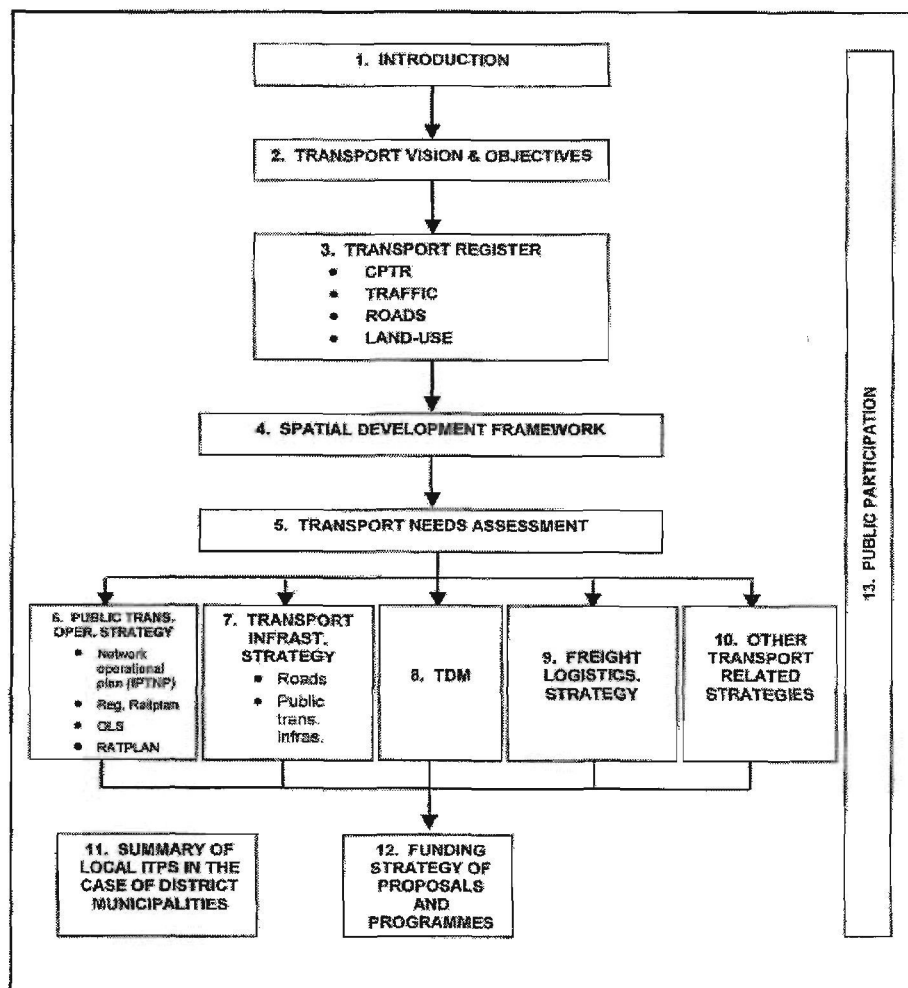 1. INTRODUCTION
2. TRANSPORT VISION & OBJECTIVES
3. TRANSPORT REGISTER
• CPTR
• TRAFFIC
• ROADS
• LAND-USE
4. SPATIAL DEVELOPMENT FRAMEWORK
5. TRANSPORT NEEDS ASSESSMENT
6. PUBLIC TRANS.
OPER. STRATEGY
• Network
operational
plan (IPTNP)
• Reg. Railplan
• OLS
• RATPLAN
7. TRANSPORT
INFRAST.
STRATEGY
• Roads
• Public
trans.
infras.
8. TDM
9. FREIGHT
LOGISTICS.
STRATEGY
10. OTHER
TRANSPORT
RELATED
STRATEGIES
11. SUMMARY OF
LOCAL ITPS IN THE
CASE OF DISTRICT
MUNICIPALITIES
12. FUNDING
STRATEGY OF
PROPOSALS
AND
PROGRAMMES
13. PUBLIC PARTICIPATION